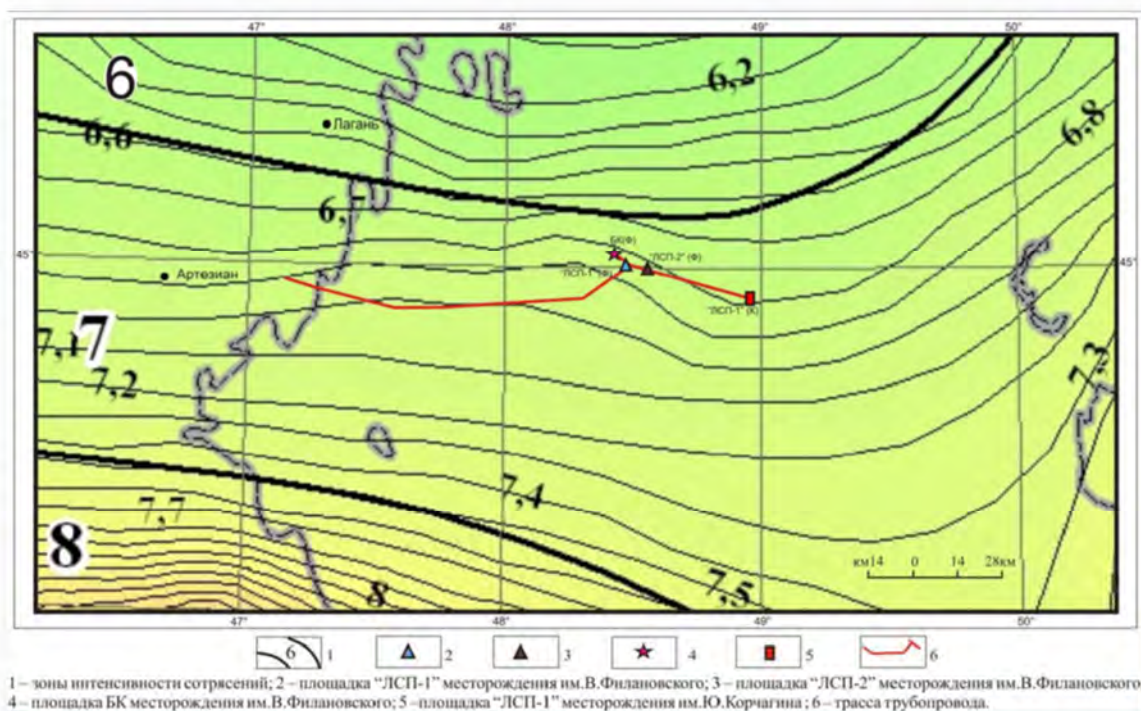 47° 48° 49° 50°
6
6,2
6,8
Лагань
6,6
6,7
БК(Ф)
45° 45°
"ЛСП-2" (Ф)
Артезиан
"ЛСП-1" (Ф)
"ЛСП-1" (К)
7,1
7
7,3
7,2
7,4
7,7
8
км14 0 14 28км
7,5
8
47° 48° 49° 50°
6 1 2 3 4 5 6
1 – зоны интенсивности сотрясений; 2 – площадка “ЛСП-1” месторождения им.В.Филановского; 3 – площадка “ЛСП-2” месторождения им.В.Филановского
4 – площадка БК месторождения им.В.Филановского; 5 –площадка “ЛСП-1” месторождения им.Ю.Корчагина ; 6 – трасса трубопровода.